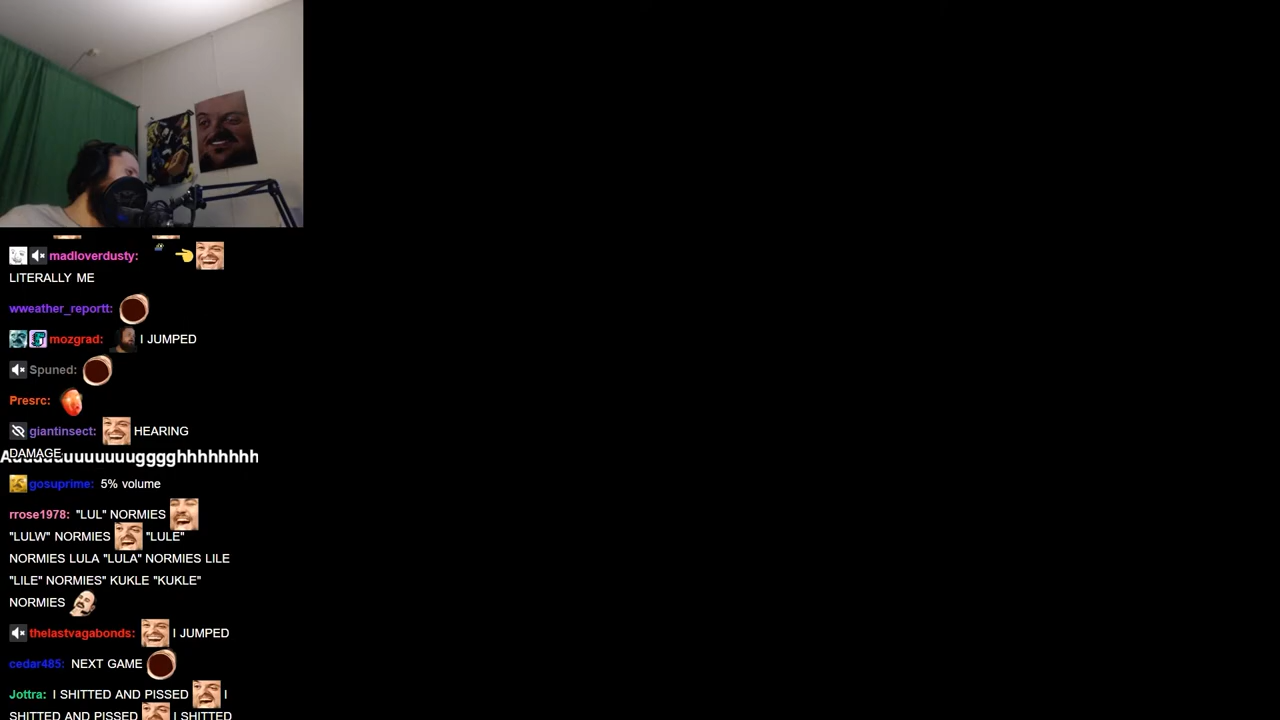 madloverdusty:
LITERALLY ME
wweather_reportt:
mozgrad: I JUMPED
Spuned:
Presrc:
giantinsect: HEARING
DAMAGE
uuuuuuugggghhhhhhhh
gosuprime: 5% volume
rrose1978: "LUL" NORMIES
"LULW" NORMIES "LULE"
NORMIES LULA "LULA" NORMIES LILE
"LILE" NORMIES" KUKLE "KUKLE"
NORMIES
thelastvagabonds: I JUMPED
cedar485: NEXT GAME
Jottra: I SHITTED AND PISSED I
SHITTED AND PISSED I SHITTED